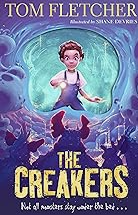 TOM FLETCHER
Illustrated by SHANE DEVRIES
THE
CREAKERS
Not all monsters stay under the bed...